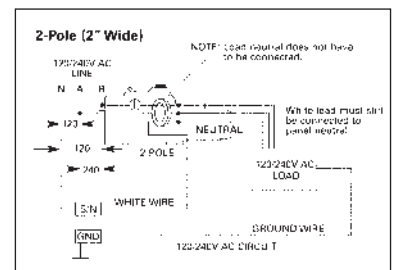 2-Pole (2" Wide)
NOTE: Load neutral does not have
to be connected.
120/240V AC
LINE
N A B
White lead must still
be connected to
panel neutral
120
NEUTRAL
120
2-POLE
240
120/240V AC
LOAD
S/N
WHITE WIRE
GROUND WIRE
GND
120/240V AC CIRCUIT